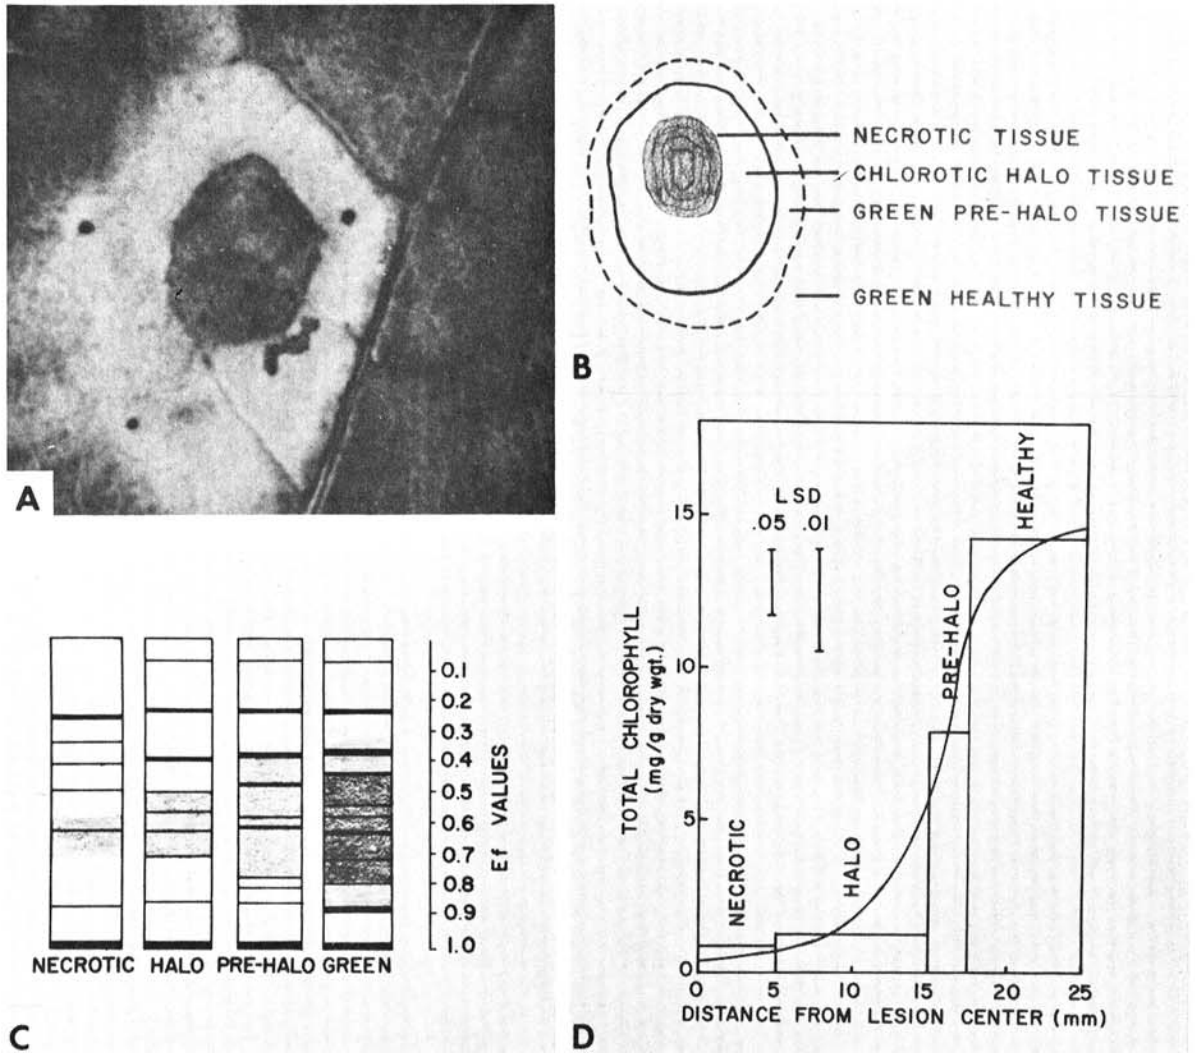 A
NECROTIC TISSUE
CHLOROTIC HALO TISSUE
GREEN PRE-HALO TISSUE
GREEN HEALTHY TISSUE
B
0.1
0.2
0.3
0.4
0.5
0.6
0.7
0.8
0.9
1.0
Ef VALUES
NECROTIC HALO PRE-HALO GREEN
C
TOTAL CHLOROPHYLL
(mg./g dry wgt.)
15
10
5
0
LSD
.05 .01
NECROTIC
HALO
PRE-HALO
HEALTHY
0 5 10 15 20 25
DISTANCE FROM LESION CENTER (mm)
D